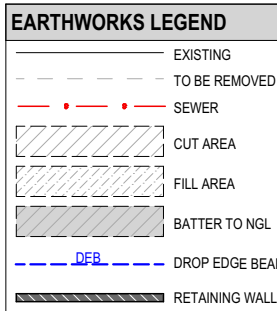 EARTHWORKS LEGEND
EXISTING
TO BE REMOVED
SEWER
CUT AREA
FILL AREA
BATTER TO NGL
DEB DROP EDGE BEA
RETAINING WALL